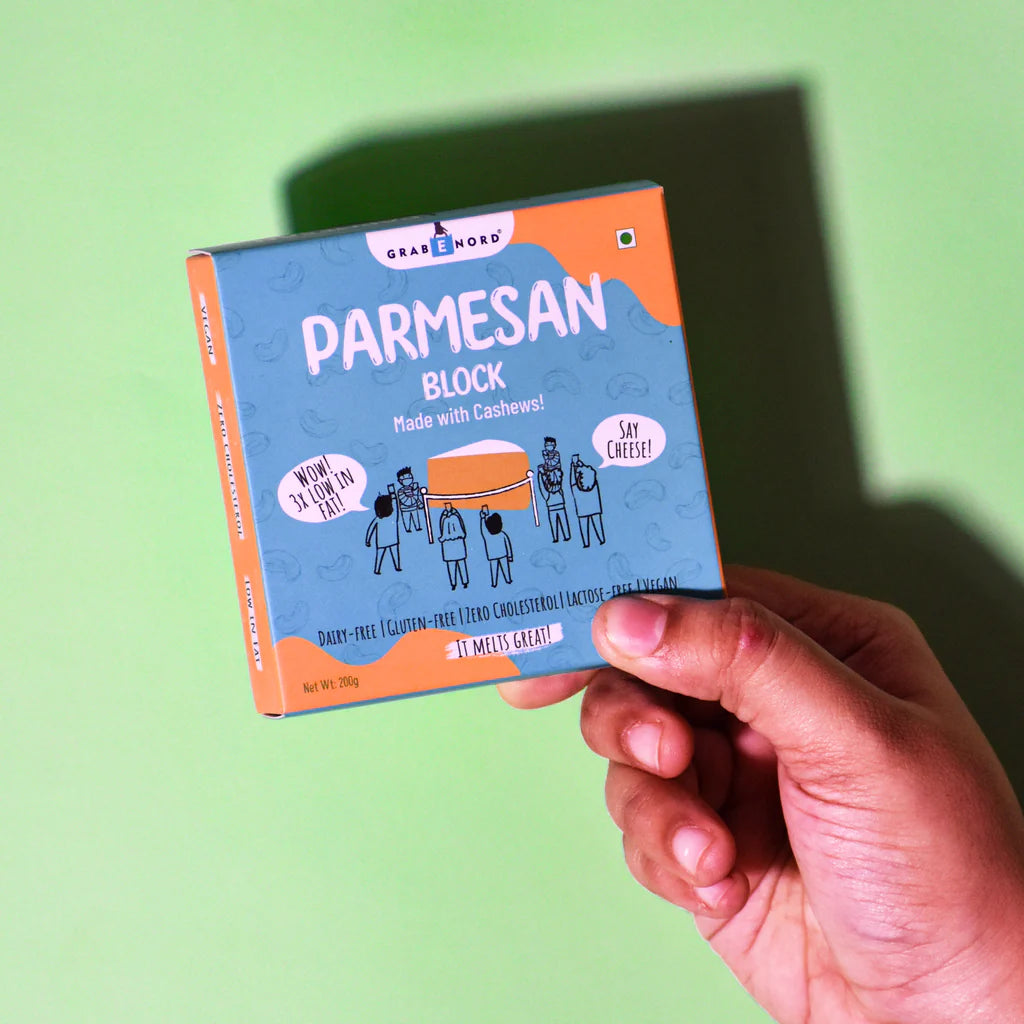 GRAB E NORD®
PARMESAN
BLOCK
Made with Cashews!
SAY
CHEESE!
WOW!
3X LOW IN
FAT!
DAIRY-FREE | GLUTEN-FREE | ZERO CHOLESTEROL | LACTOSE-FREE | VEGAN
IT MELTS GREAT!
Net Wt: 200g
VEGAN
ZERO CHOLESTEROL
LOW IN FAT